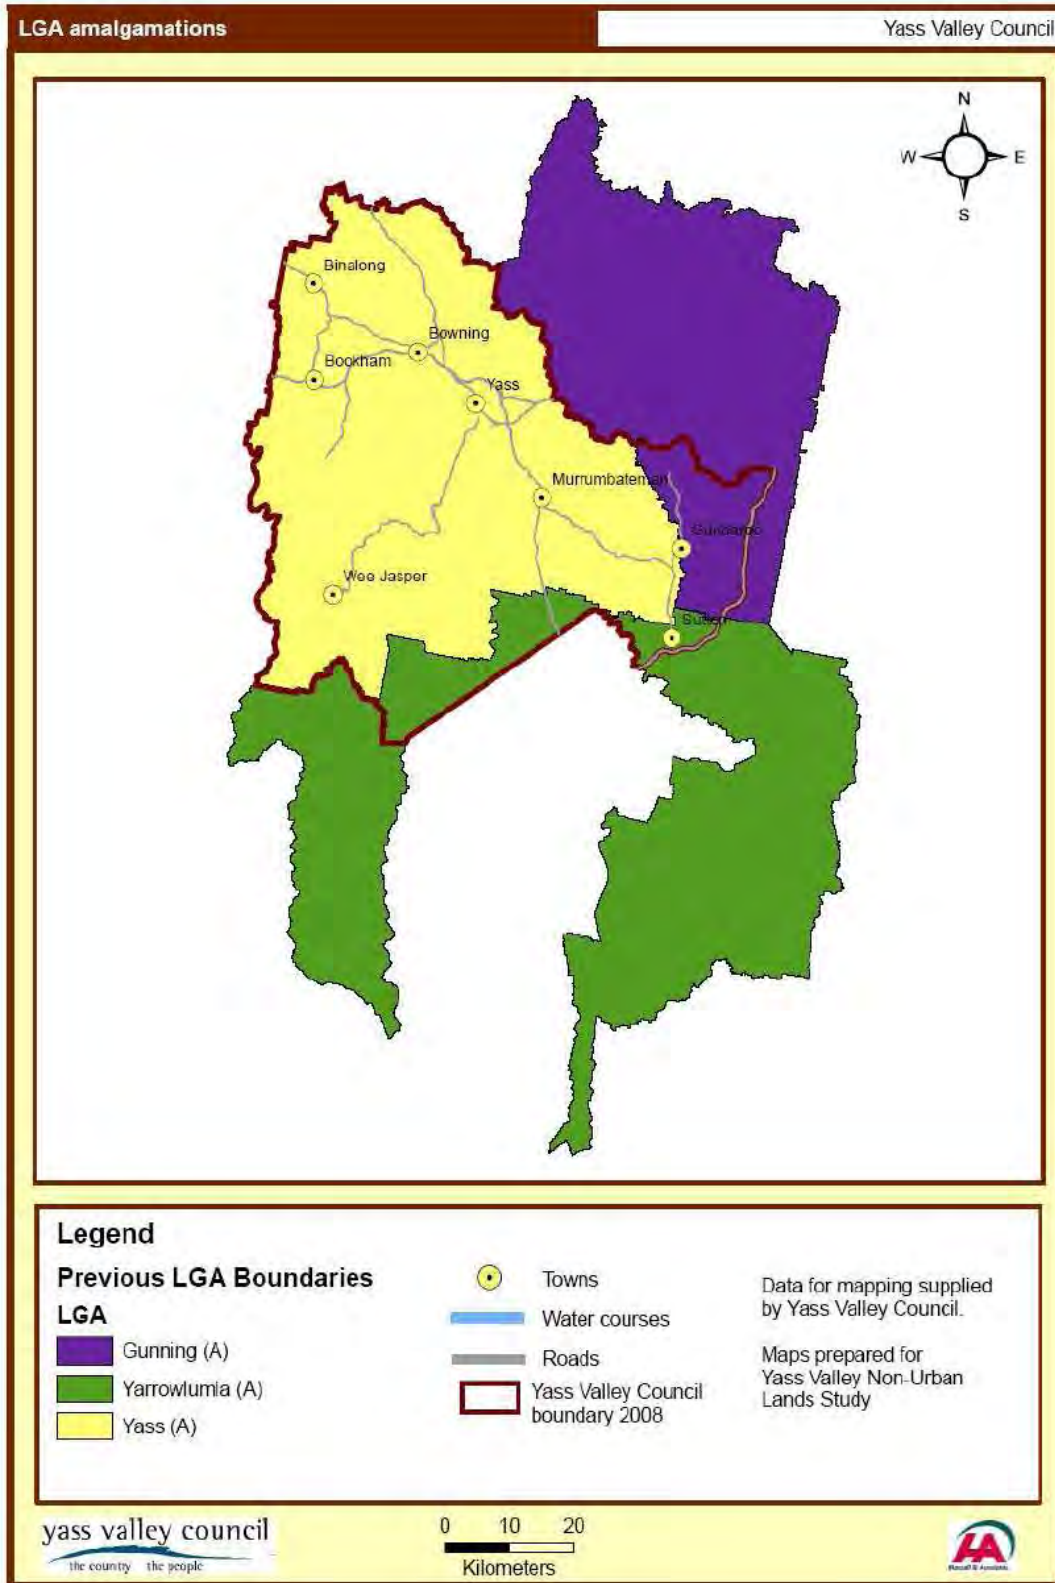 LGA amalgamations
Yass Valley Council
N
W E
S
Binalong
Bowning
Bookham
Yass
Murrumbateman
Gundaroo
Wee Jasper
Sutton
Legend
Previous LGA Boundaries
LGA
Gunning (A)
Yarrowlumla (A)
Yass (A)
Towns
Water courses
Roads
Yass Valley Council
boundary 2008
Data for mapping supplied
by Yass Valley Council.
Maps prepared for
Yass Valley Non-Urban
Lands Study
yass valley council
the country the people
0 10 20
Kilometers